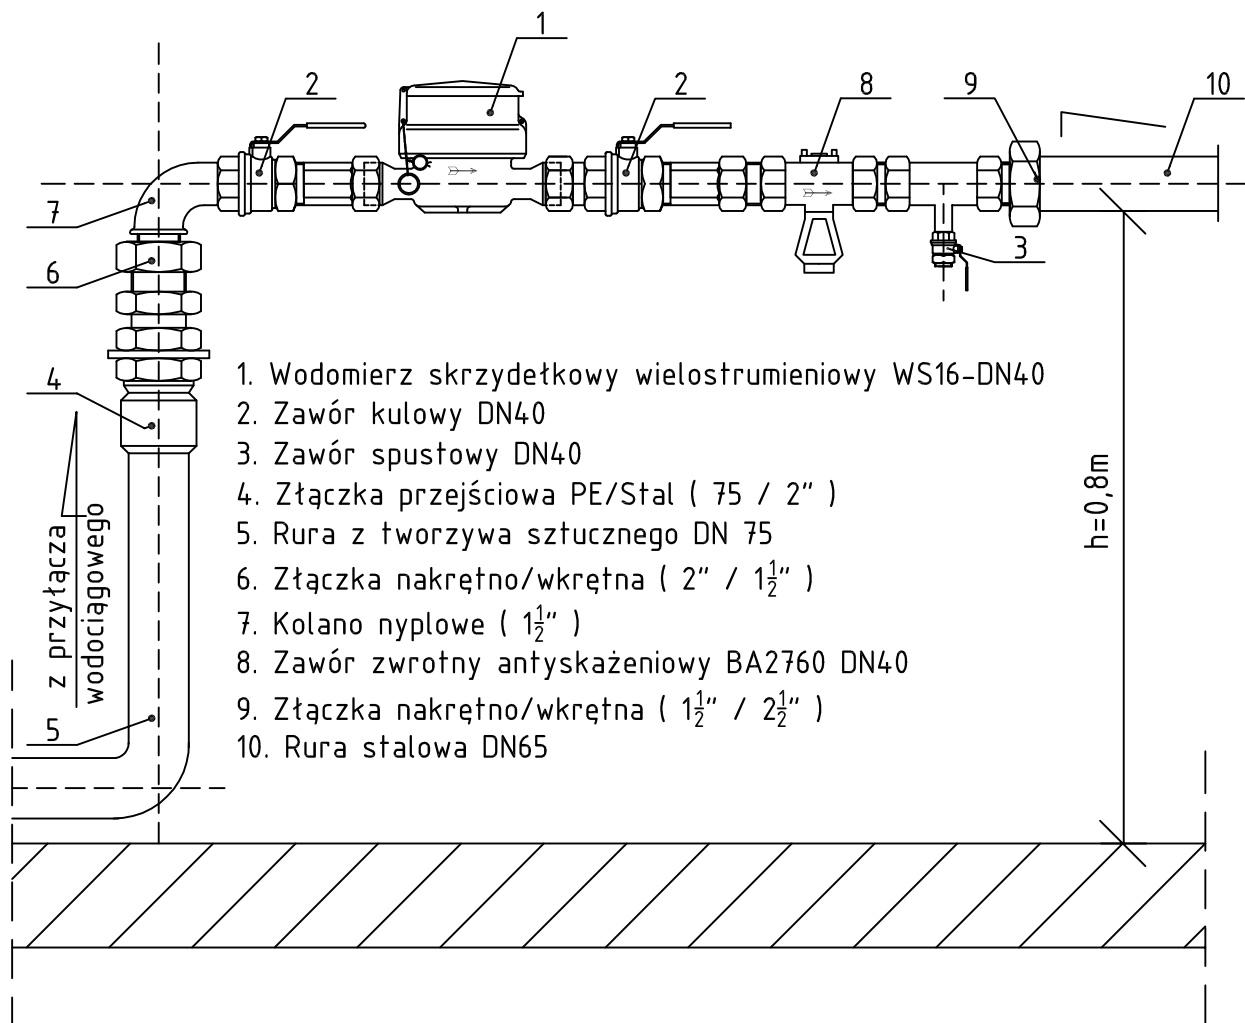 1
2
2
8
9
10
7
6
3
4
5
z przyłącza
wodociągowego
h=0,8m
1. Wodomierz skrzydełkowy wielostrumieniowy WS16-DN40
2. Zawór kulowy DN40
3. Zawór spustowy DN40
4. Złączka przejściowa PE/Stal ( 75 / 2" )
5. Rura z tworzywa sztucznego DN 75
6. Złączka nakrętno/wkrętna ( 2" / 1½" )
7. Kolano nyplowe ( 1½" )
8. Zawór zwrotny antyskażeniowy BA2760 DN40
9. Złączka nakrętno/wkrętna ( 1½" / 2½" )
10. Rura stalowa DN65